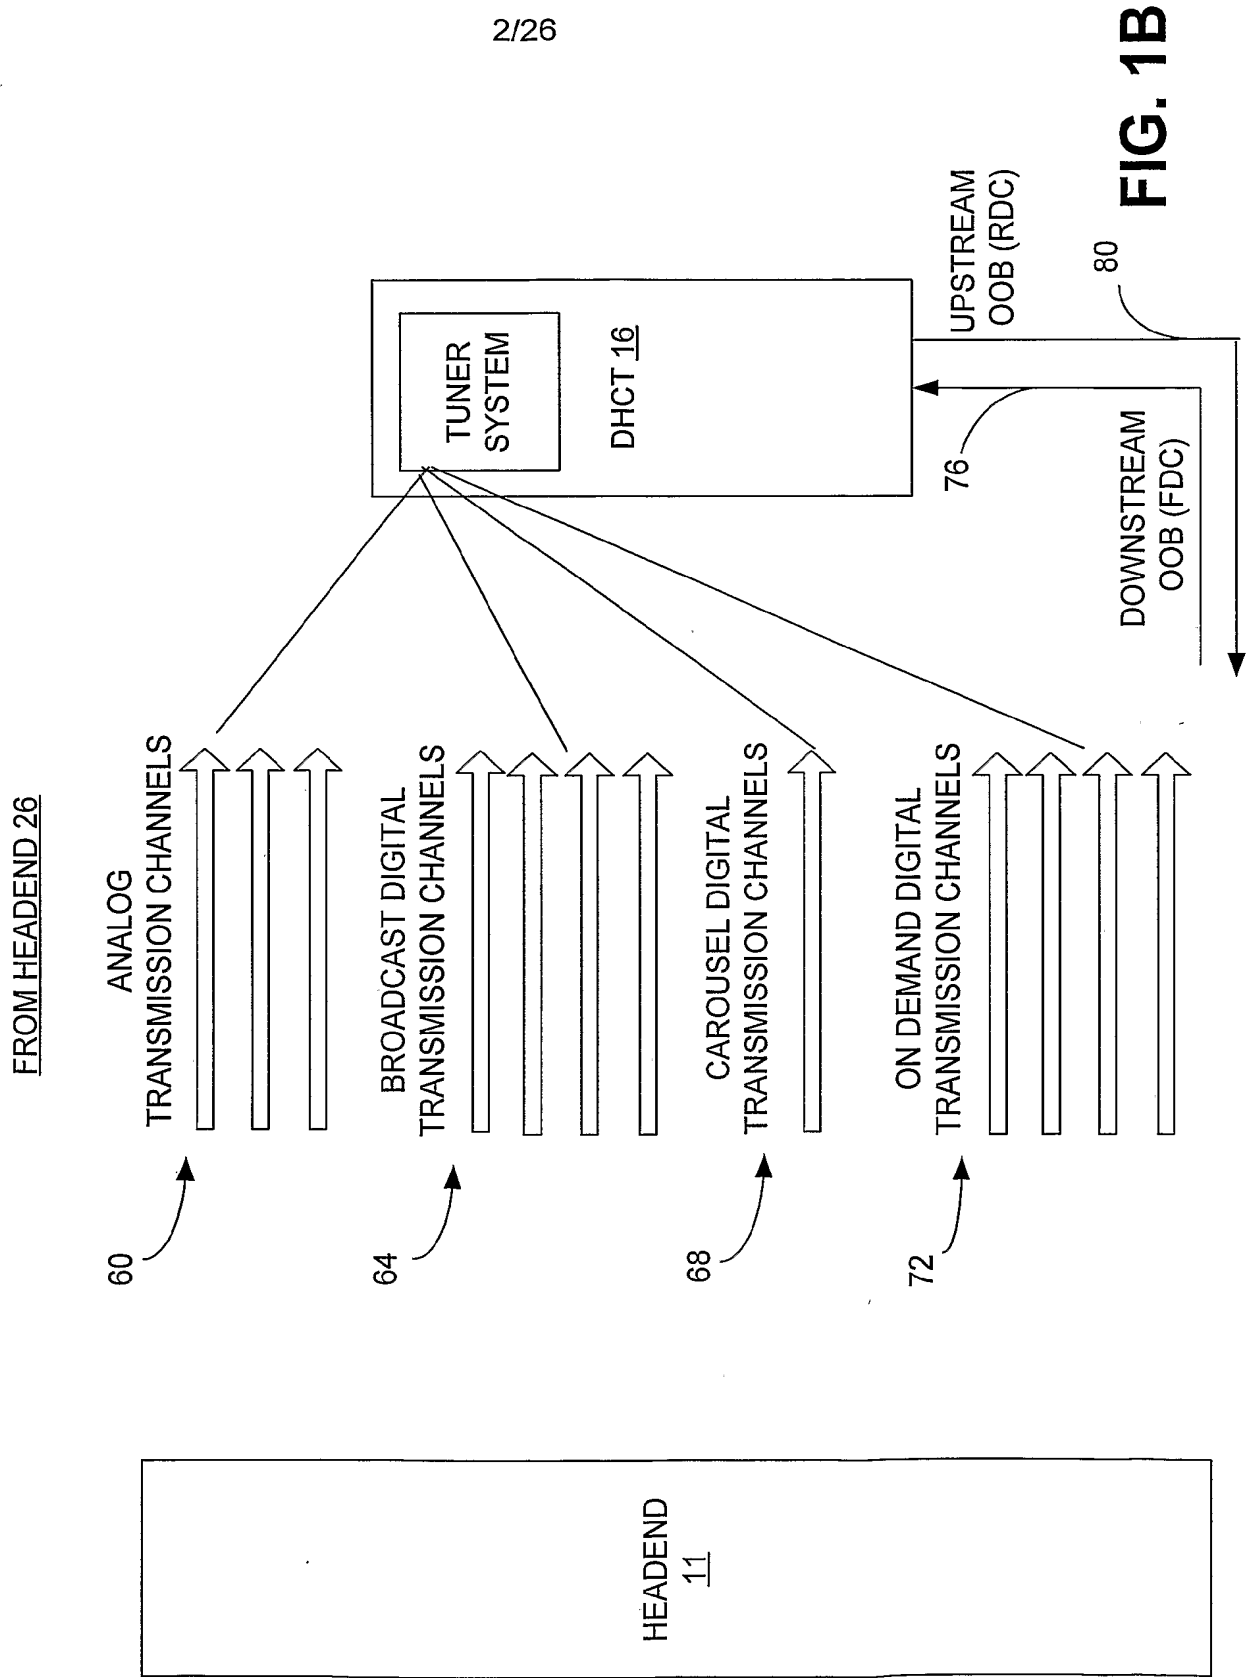 2/26
FROM HEADEND 26
ANALOG
TRANSMISSION CHANNELS
60
BROADCAST DIGITAL
TRANSMISSION CHANNELS
64
CAROUSEL DIGITAL
TRANSMISSION CHANNELS
68
ON DEMAND DIGITAL
TRANSMISSION CHANNELS
72
HEADEND
11
TUNER
SYSTEM
DHCT 16
UPSTREAM
OOB (RDC)
80
76
DOWNSTREAM
OOB (FDC)
FIG. 1B